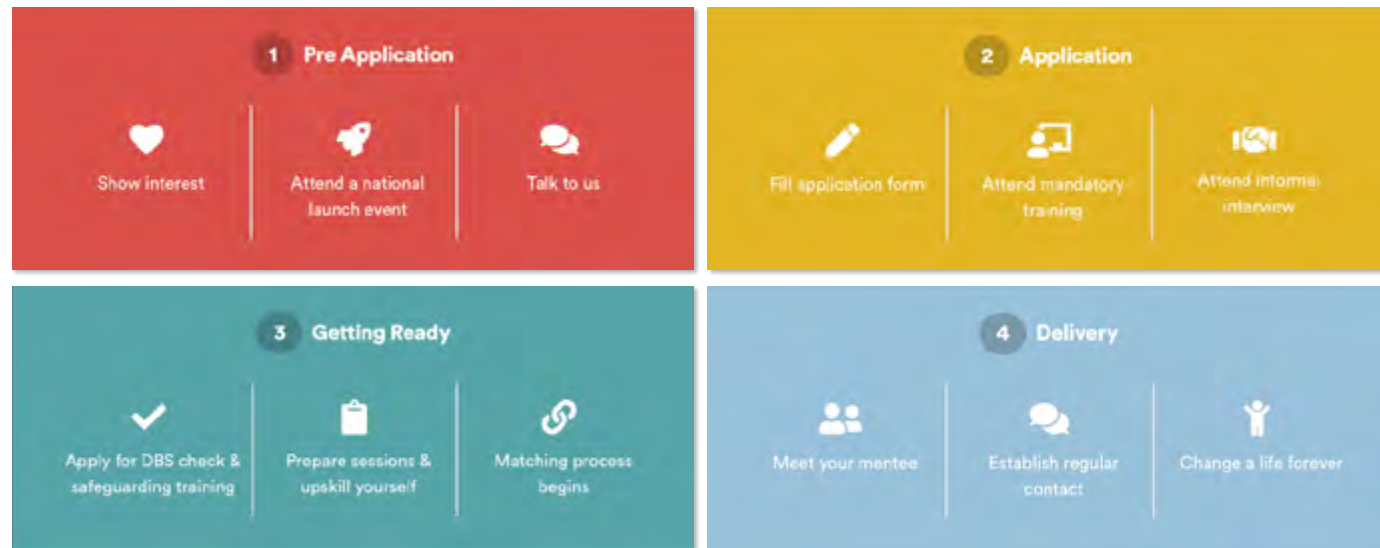 1 Pre Application
Show interest
Attend a national
launch event
Talk to us
2 Application
Fill application form
Attend mandatory
training
Attend informal
interview
3 Getting Ready
Apply for DBS check &
safeguarding training
Prepare sessions &
upskill yourself
Matching process
begins
4 Delivery
Meet your mentee
Establish regular
contact
Change a life forever